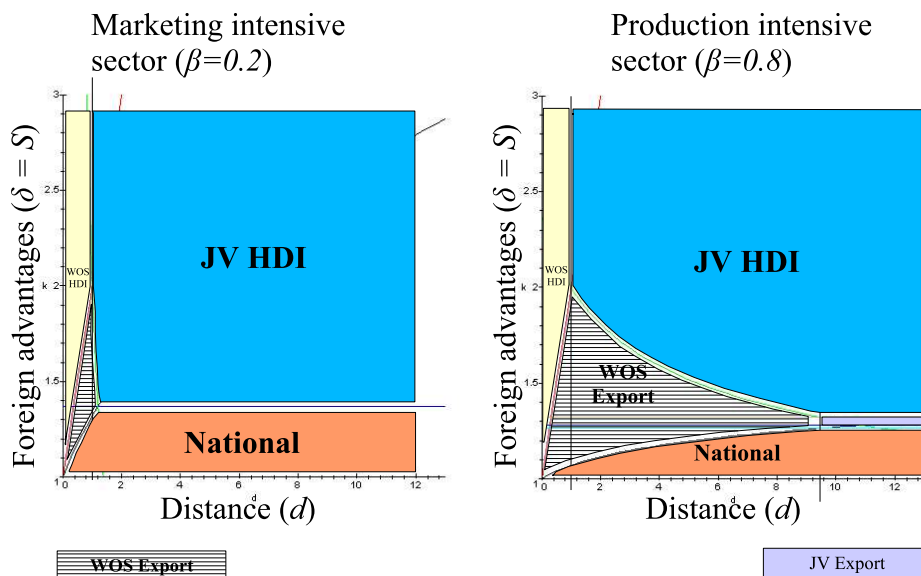 Marketing intensive
sector (β=0.2)
Production intensive
sector (β=0.8)
Foreign advantages (δ = S)
3
2.5
k 2
1.5
1
0
2
4
6
8
10
12
d
WOS
HDI
JV HDI
National
Distance (d)
Foreign advantages (δ = S)
3
2.5
k 2
1.5
1
0
2
4
6
8
10
12
d
WOS
HDI
JV HDI
WOS
Export
National
Distance (d)
WOS Export
JV Export